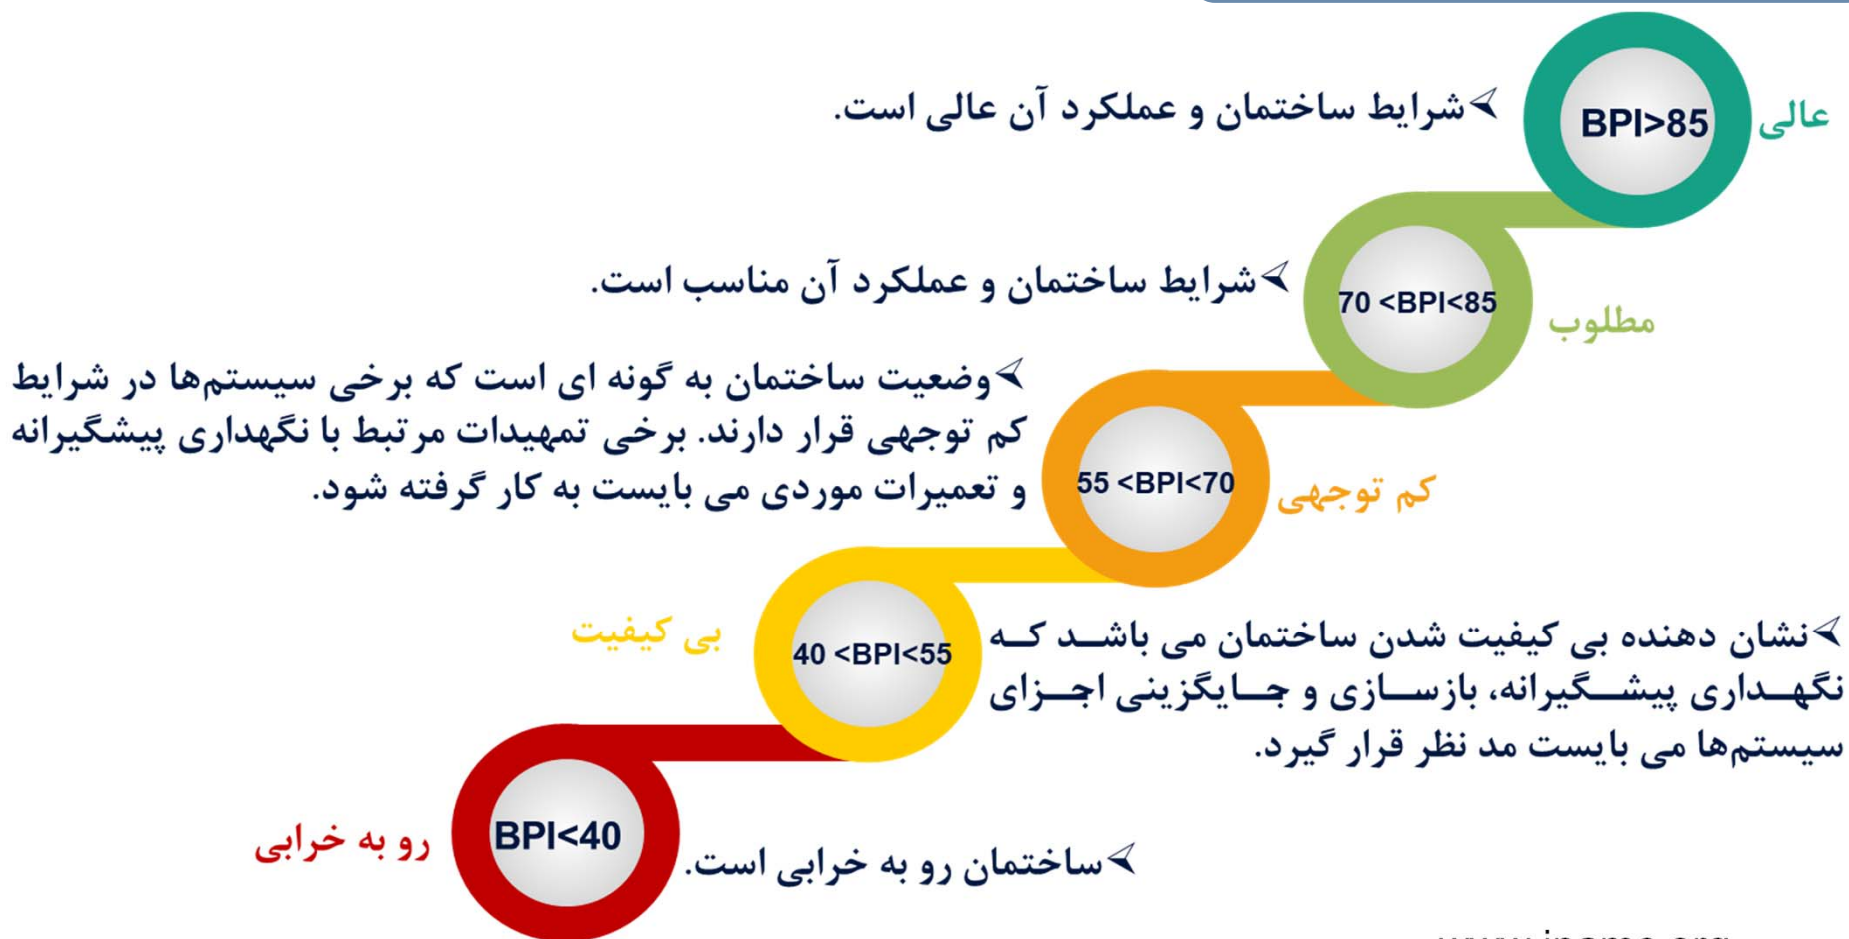 عالی
BPI>85
➢شرایط ساختمان و عملکرد آن عالی است.
مطلوب
70 <BPI<85
➢شرایط ساختمان و عملکرد آن مناسب است.
کم توجهی
55 <BPI<70
➢وضعیت ساختمان به گونه ای است که برخی سیستم‌ها در شرایط
کم توجهی قرار دارند. برخی تمهیدات مرتبط با نگهداری پیشگیرانه
و تعمیرات موردی می بایست به کار گرفته شود.
بی کیفیت
40 <BPI<55
➢نشان دهنده بی کیفیت شدن ساختمان می باشد که
نگهداری پیشگیرانه، بازسازی و جایگزینی اجزای
سیستم‌ها می بایست مد نظر قرار گیرد.
رو به خرابی
BPI<40
➢ساختمان رو به خرابی است.